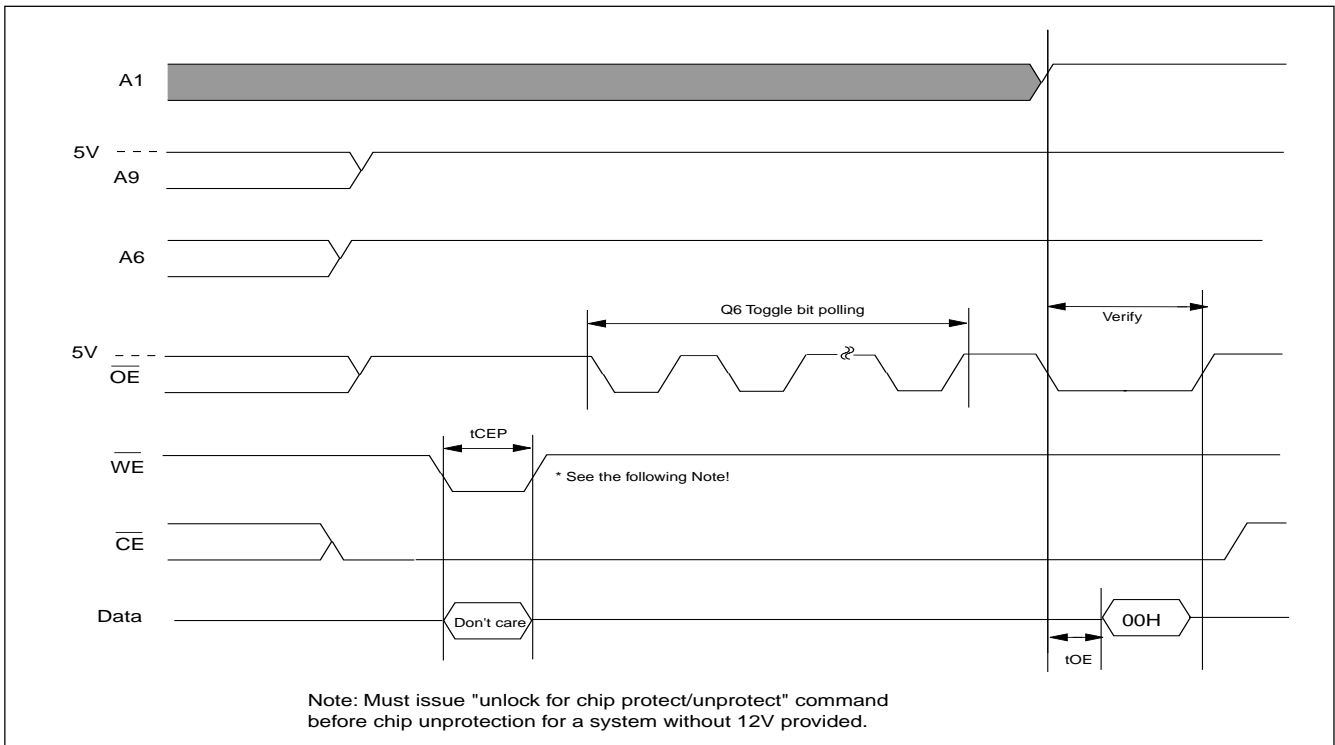 A1
5V
A9
A6
Q6 Toggle bit polling
Verify
5V
OE
tCEP
WE
* See the following Note!
CE
Data
Don't care
00H
tOE
Note: Must issue "unlock for chip protect/unprotect" command
before chip unprotection for a system without 12V provided.